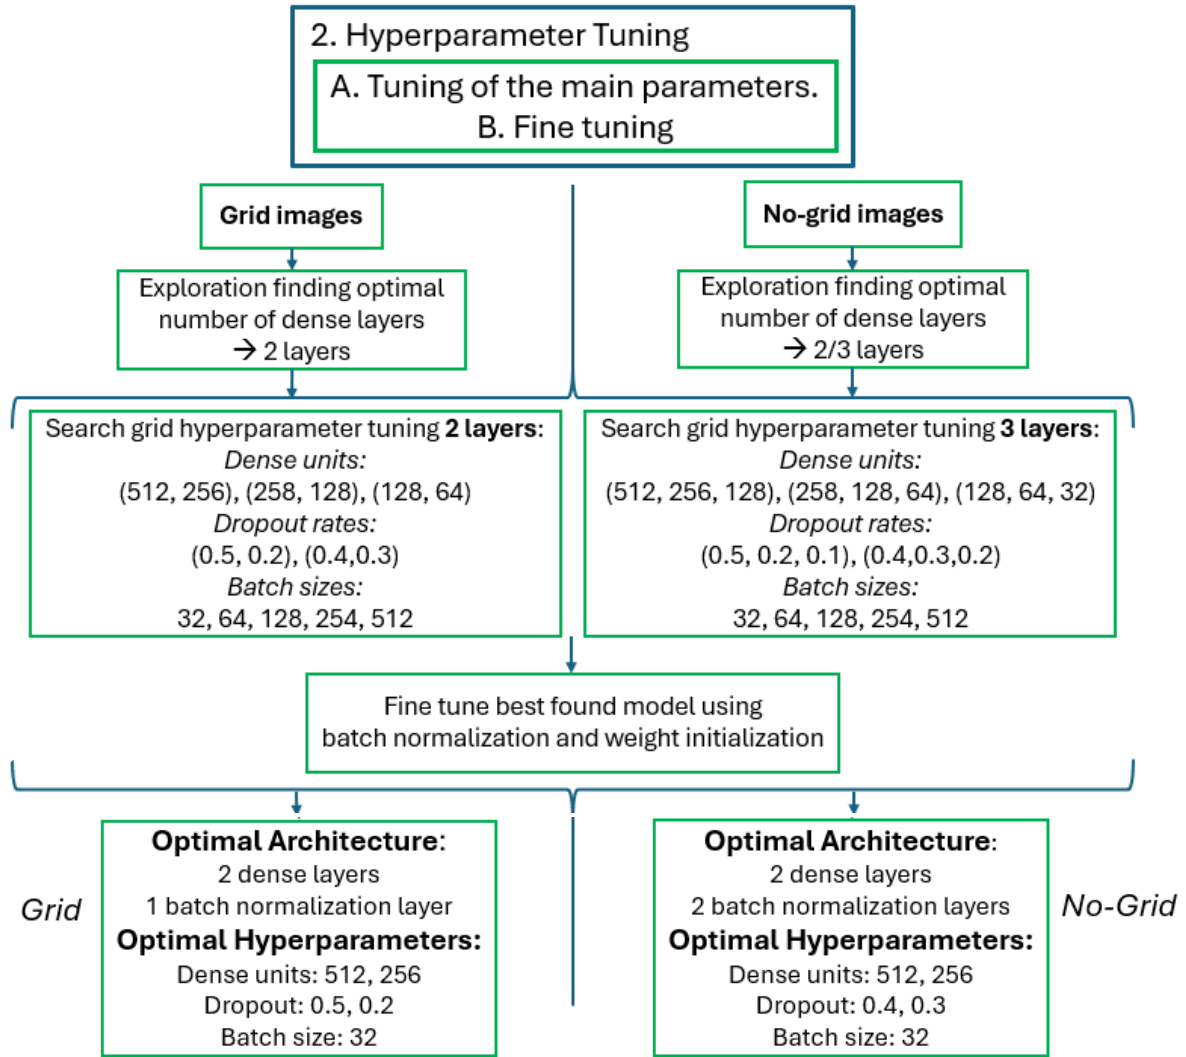 2. Hyperparameter Tuning
A. Tuning of the main parameters.
B. Fine tuning
Grid images
No-grid images
Exploration finding optimal
number of dense layers
→ 2 layers
Exploration finding optimal
number of dense layers
→ 2/3 layers
Search grid hyperparameter tuning 2 layers:
Dense units:
(512, 256), (258, 128), (128, 64)
Dropout rates:
(0.5, 0.2), (0.4,0.3)
Batch sizes:
32, 64, 128, 254, 512
Search grid hyperparameter tuning 3 layers:
Dense units:
(512, 256, 128), (258, 128, 64), (128, 64, 32)
Dropout rates:
(0.5, 0.2, 0.1), (0.4,0.3,0.2)
Batch sizes:
32, 64, 128, 254, 512
Fine tune best found model using
batch normalization and weight initialization
Grid
Optimal Architecture:
2 dense layers
1 batch normalization layer
Optimal Hyperparameters:
Dense units: 512, 256
Dropout: 0.5, 0.2
Batch size: 32
Optimal Architecture:
2 dense layers
2 batch normalization layers
Optimal Hyperparameters:
Dense units: 512, 256
Dropout: 0.4, 0.3
Batch size: 32
No-Grid